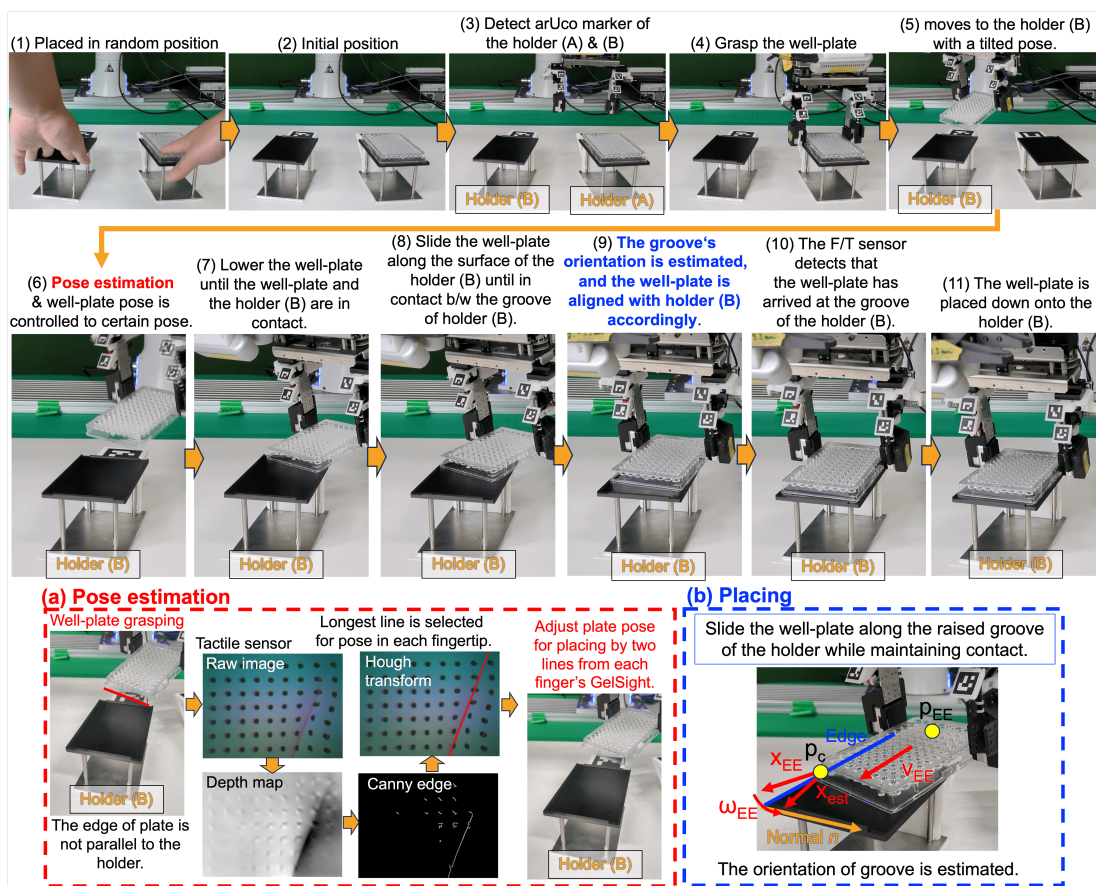 (1) Placed in random position
(2) Initial position
(3) Detect arUco marker of
the holder (A) & (B)
(4) Grasp the well-plate
(5) moves to the holder (B)
with a tilted pose.
Holder (B)
Holder (A)
Holder (B)
(6) Pose estimation
& well-plate pose is
controlled to certain pose.
(7) Lower the well-plate
until the well-plate and
the holder (B) are in
contact.
(8) Slide the well-plate
along the surface of the
holder (B) until in
contact b/w the groove
of holder (B).
(9) The groove‘s
orientation is estimated,
and the well-plate is
aligned with holder (B)
accordingly.
(10) The F/T sensor
detects that
the well-plate has
arrived at the groove
of the holder (B).
(11) The well-plate is
placed down onto the
holder (B).
Holder (B)
Holder (B)
Holder (B)
Holder (B)
Holder (B)
Holder (B)
(a) Pose estimation
Well-plate grasping
Holder (B)
The edge of plate is
not parallel to the
holder.
Tactile sensor
Raw image
Depth map
Longest line is selected
for pose in each fingertip.
Hough
transform
Canny edge
Adjust plate pose
for placing by two
lines from each
finger's GelSight.
Holder (B)
(b) Placing
Slide the well-plate along the raised groove
of the holder while maintaining contact.
pEE
Edge
pc
xEE
vEE
xest
ωEE
Normal n
The orientation of groove is estimated.